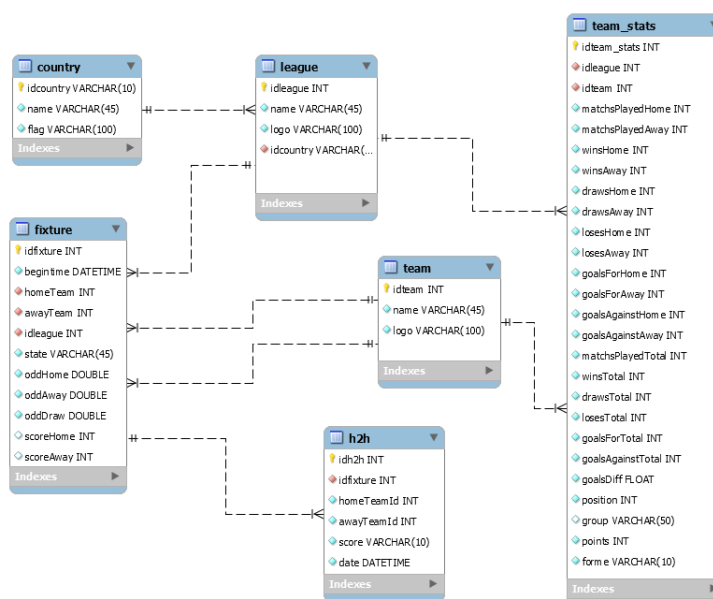 country
idcountry VARCHAR(10)
name VARCHAR(45)
flag VARCHAR(100)
Indexes
league
idleague INT
name VARCHAR(45)
logo VARCHAR(100)
idcountry VARCHAR(...
Indexes
team_stats
idteam_stats INT
idleague INT
idteam INT
matchsPlayedHome INT
matchsPlayedAway INT
winsHome INT
winsAway INT
drawsHome INT
drawsAway INT
losesHome INT
losesAway INT
goalsForHome INT
goalsForAway INT
goalsAgainstHome INT
goalsAgainstAway INT
matchsPlayedTotal INT
winsTotal INT
drawsTotal INT
losesTotal INT
goalsForTotal INT
goalsAgainstTotal INT
goalsDiff FLOAT
position INT
group VARCHAR(50)
points INT
forme VARCHAR(10)
Indexes
fixture
idfixture INT
begintime DATETIME
homeTeam INT
awayTeam INT
idleague INT
state VARCHAR(45)
oddHome DOUBLE
oddAway DOUBLE
oddDraw DOUBLE
scoreHome INT
scoreAway INT
Indexes
team
idteam INT
name VARCHAR(45)
logo VARCHAR(100)
Indexes
h2h
idh2h INT
idfixture INT
homeTeamId INT
awayTeamId INT
score VARCHAR(10)
date DATETIME
Indexes